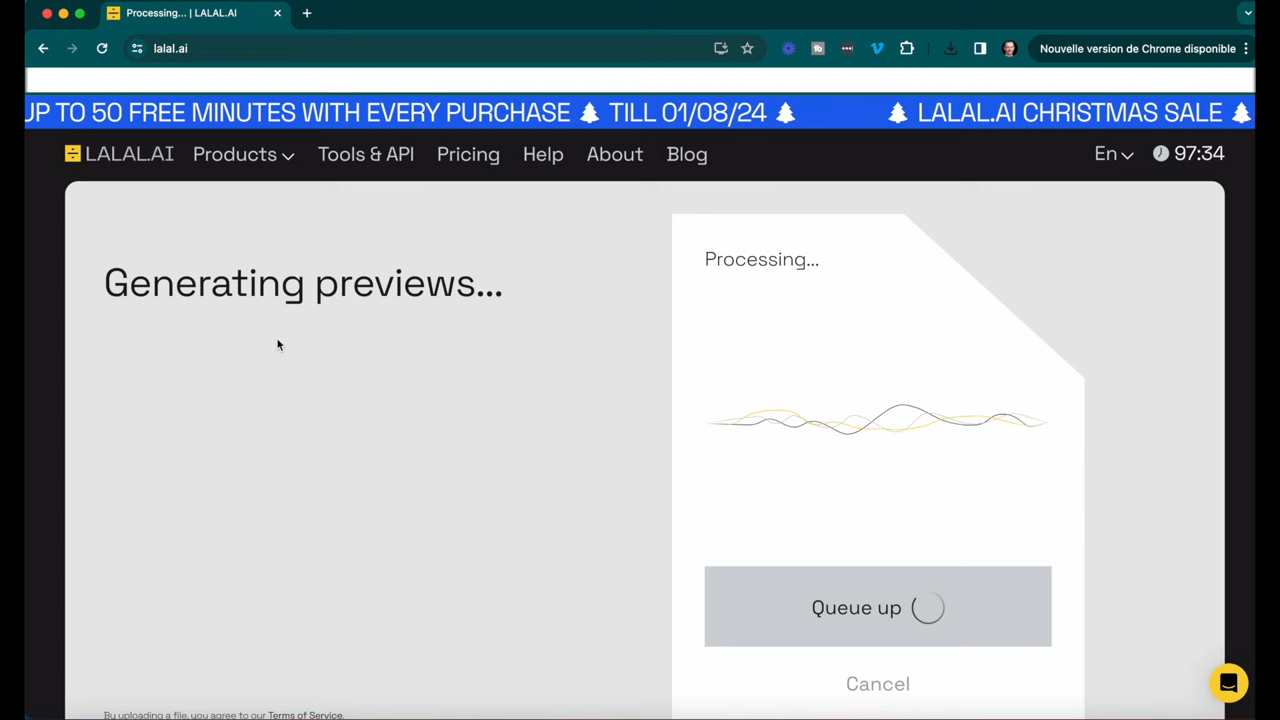 Processing... | LALAL.AI
lalal.ai
Nouvelle version de Chrome disponible
UP TO 50 FREE MINUTES WITH EVERY PURCHASE TILL 01/08/24 LALAL.AI CHRISTMAS SALE
LALAL.AI Products Tools & API Pricing Help About Blog En 97:34
Generating previews...
Processing...
Queue up
Cancel
By uploading a file, you agree to our Terms of Service.